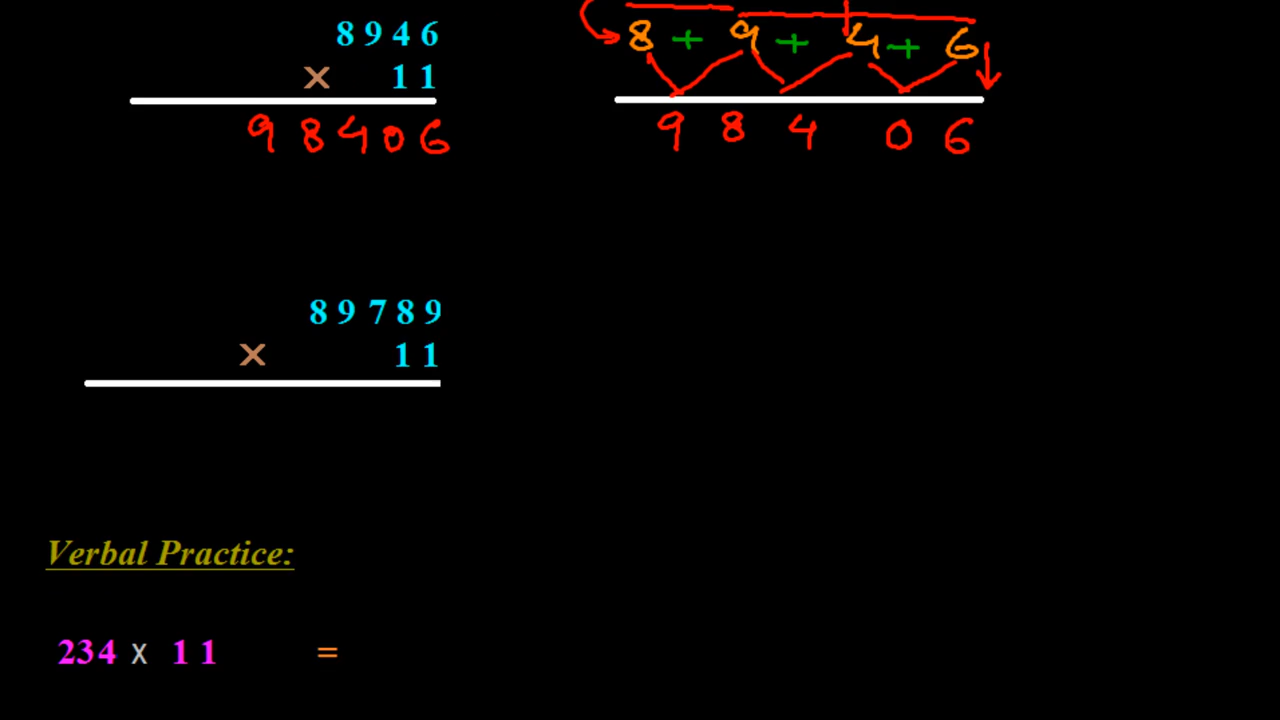 8946
8 + 9 + 4 + 6
x 11
98406
9 8 4 0 6
89789
x 11
Verbal Practice:
234 x 11 =